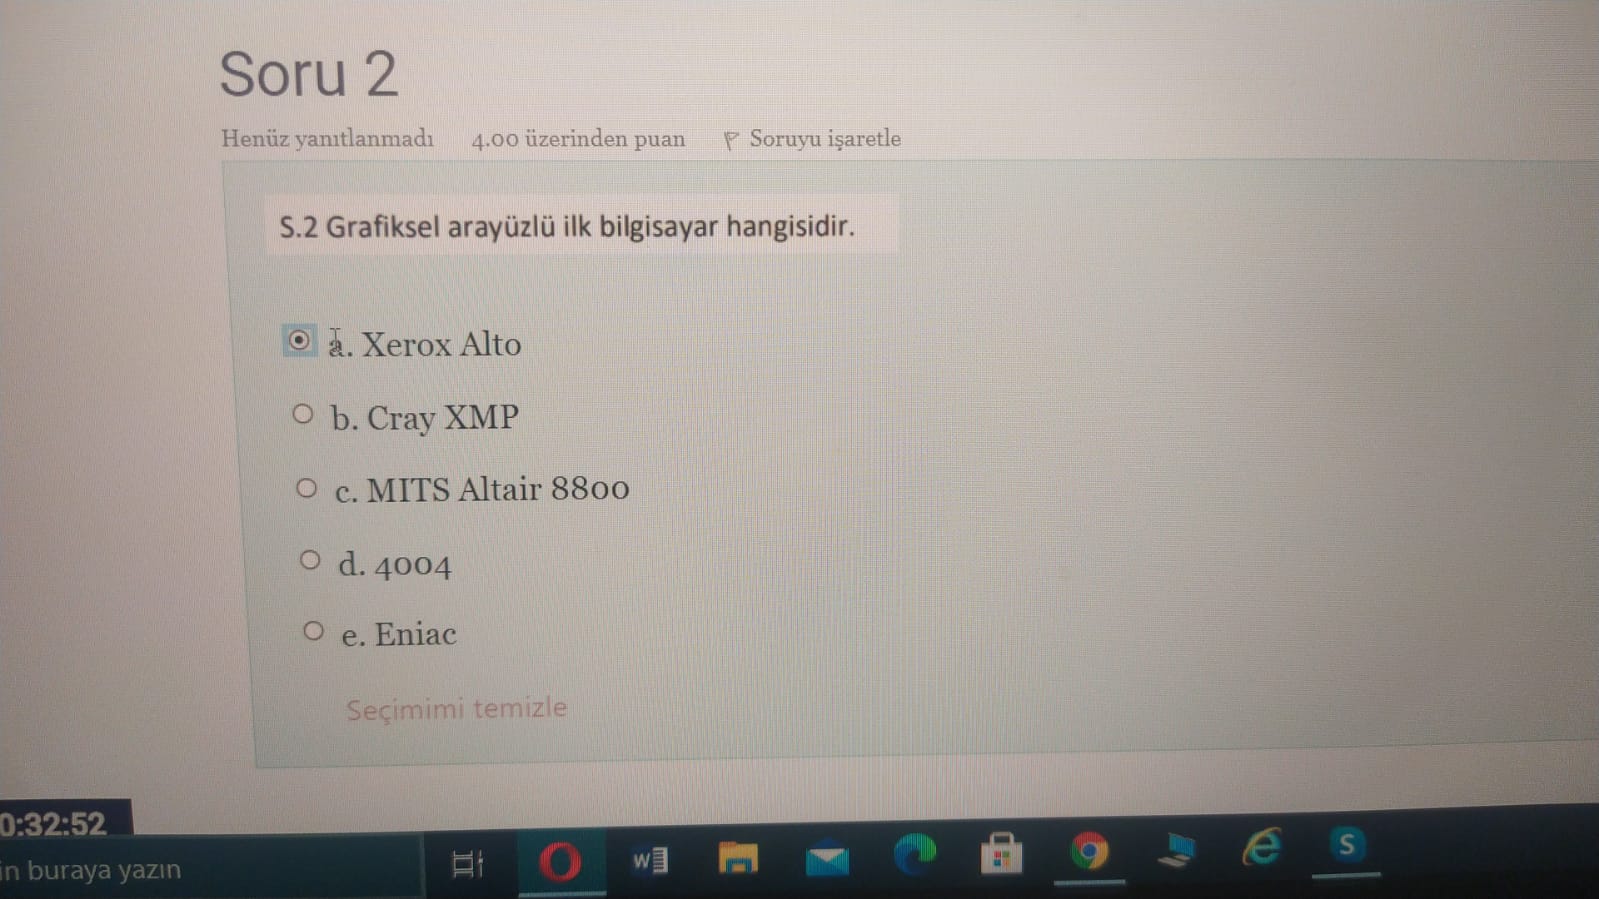 Soru 2
Henüz yanıtlanmadı 4.00 üzerinden puan Soruyu işaretle
S.2 Grafiksel arayüzlü ilk bilgisayar hangisidir.
a. Xerox Alto
b. Cray XMP
c. MITS Altair 8800
d. 4004
e. Eniac
Seçimimi temizle
0:32:52
in buraya yazın
W
S